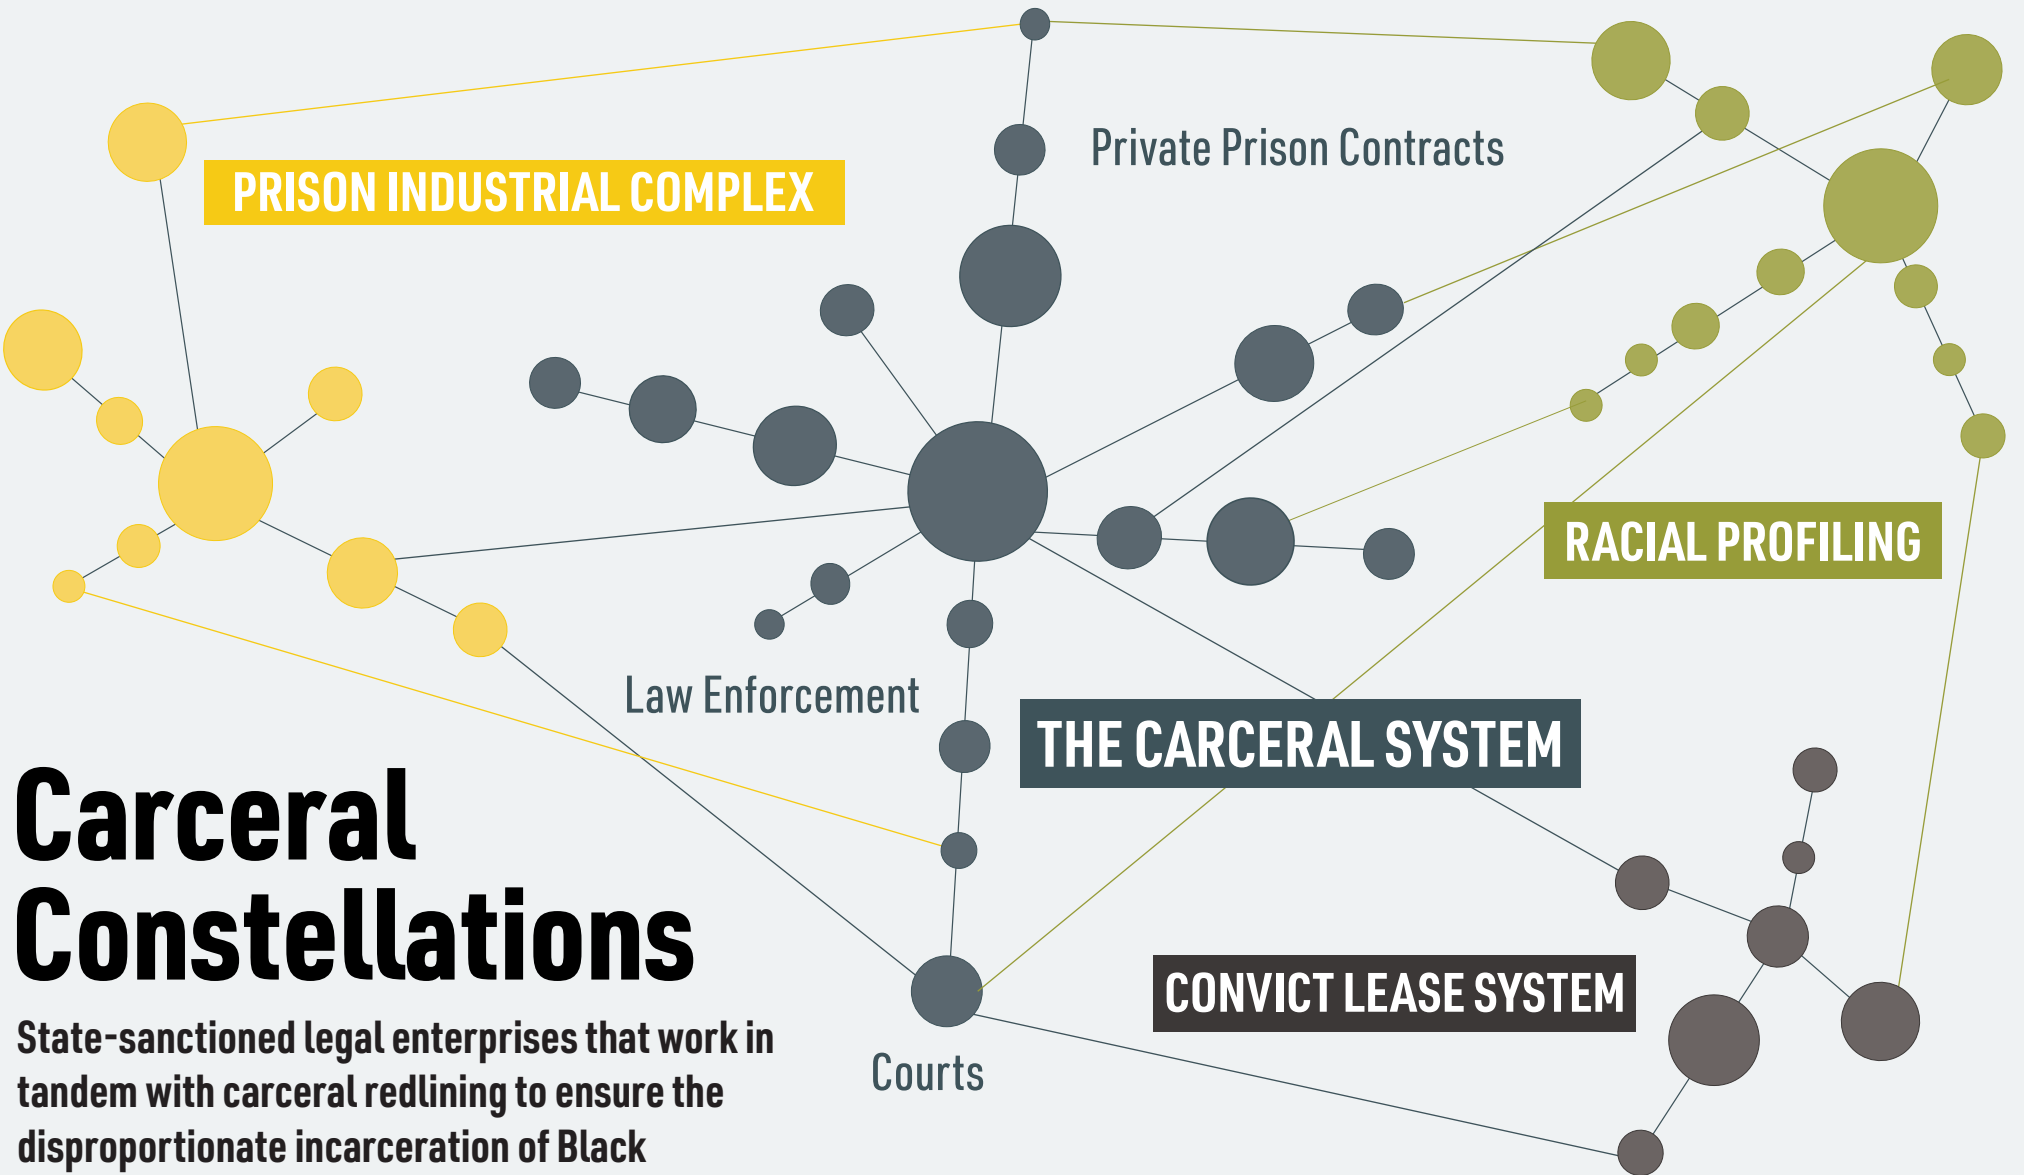 Private Prison Contracts
PRISON INDUSTRIAL COMPLEX
RACIAL PROFILING
Law Enforcement
THE CARCERAL SYSTEM
CONVICT LEASE SYSTEM
Courts
Carceral
Constellations
State-sanctioned legal enterprises that work in
tandem with carceral redlining to ensure the
disproportionate incarceration of Black